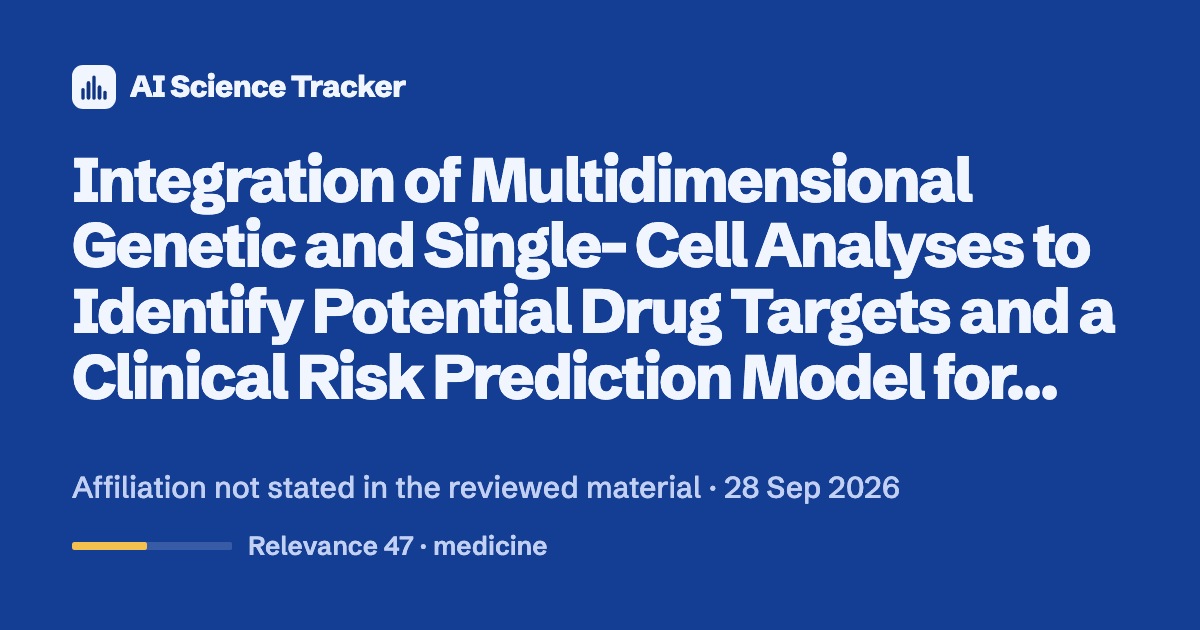 AI Science Tracker
Integration of Multidimensional
Genetic and Single- Cell Analyses to
Identify Potential Drug Targets and a
Clinical Risk Prediction Model for...
Affiliation not stated in the reviewed material · 28 Sep 2026
Relevance 47 · medicine